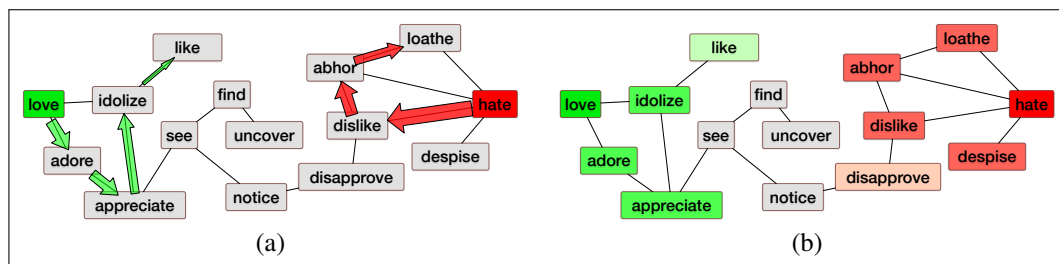 like
loathe
abhor
find
love
idolize
hate
see
uncover
dislike
adore
despise
disapprove
appreciate
notice
(a)
like
loathe
abhor
find
love
idolize
hate
see
uncover
dislike
adore
despise
disapprove
appreciate
notice
(b)